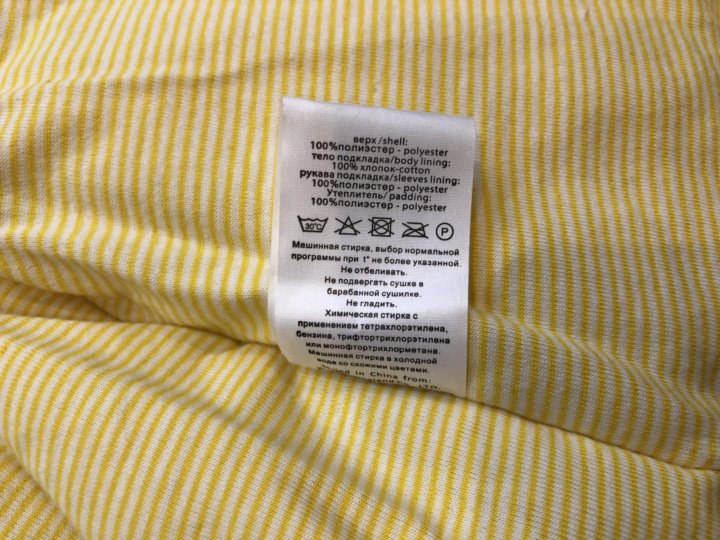 верх /shell:
100%полиэстер - polyester
тело подкладка/body lining:
100% хлопок-cotton
рукава подкладка/sleeves lining:
100%полиэстер - polyester
Утеплитель/ padding:
100%полиэстер - polyester
30°C P
Машинная стирка, выбор нормальной
программы при t° не более указанной.
Не отбеливать.
Не подвергать сушке в
барабанной сушилке.
Не гладить.
Химическая стирка с
применением тетрахлорэтилена,
бензина, трифтортрихлорэтилена
или монофтортрихлорметана.
Машинная стирка в холодной
воде со схожими цветами.
in China from: